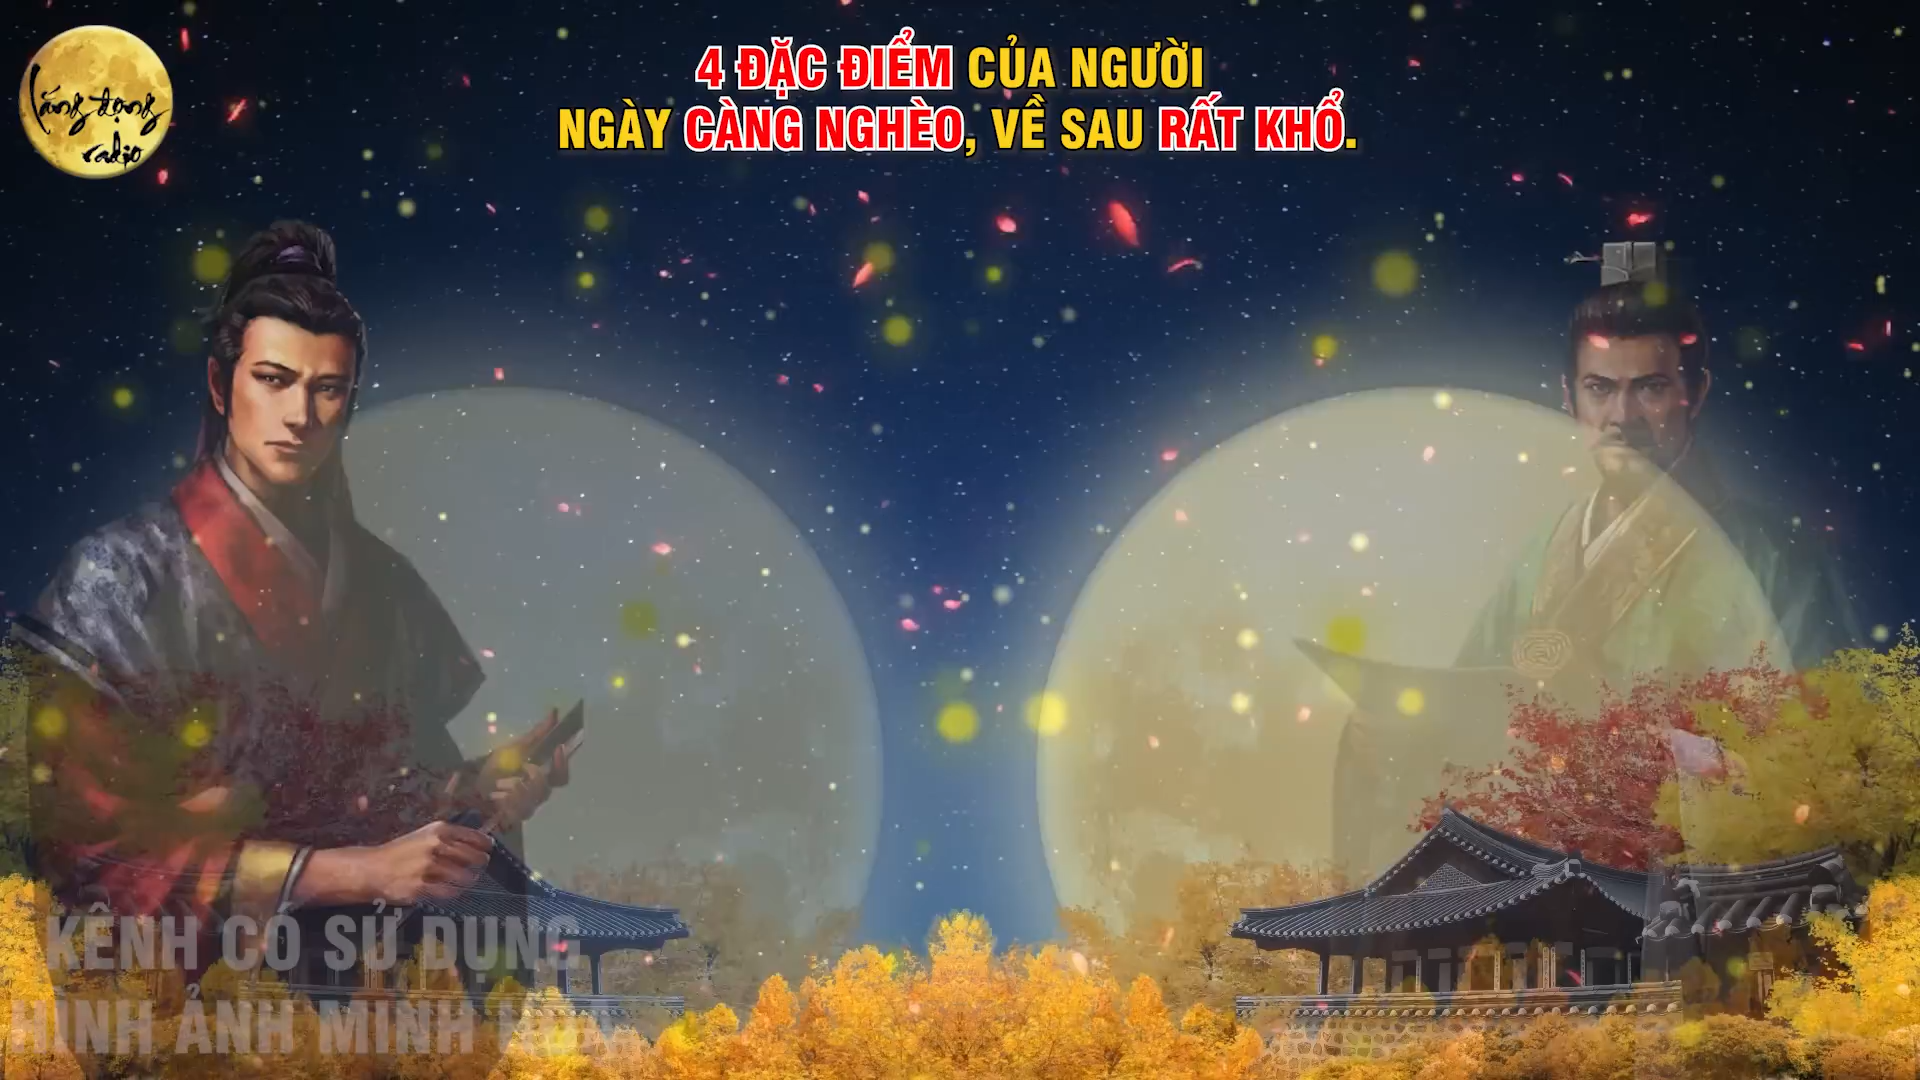 lắng đọng
radio
4 ĐẶC ĐIỂM CỦA NGƯỜI
NGÀY CÀNG NGHÈO, VỀ SAU RẤT KHỔ.
KÊNH CÓ SỬ DỤNG
HÌNH ẢNH MINH